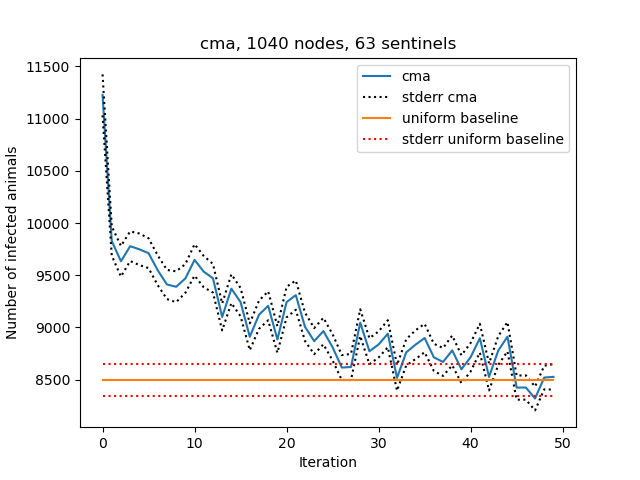 cma, 1040 nodes, 63 sentinels
11500
11000
10500
10000
9500
9000
8500
Number of infected animals
cma
stderr cma
uniform baseline
stderr uniform baseline
0
10
20
30
40
50
Iteration